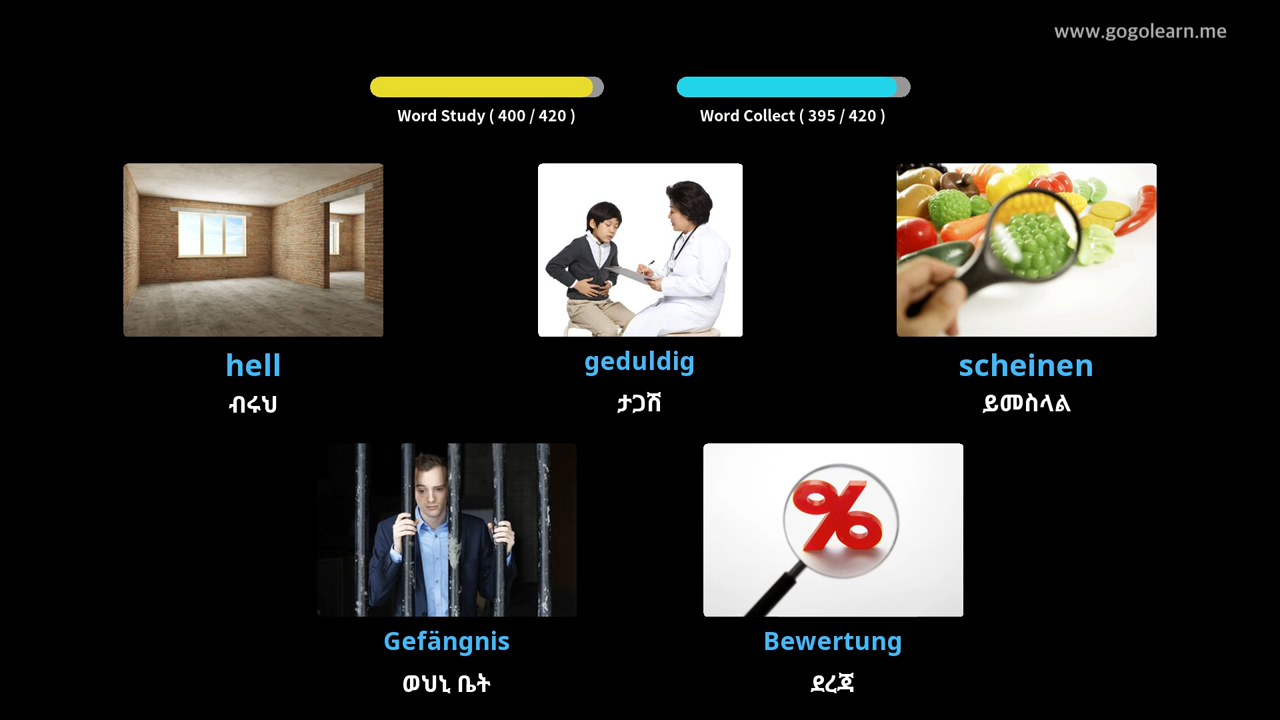 www.gogolearn.me
Word Study ( 400 / 420 )
Word Collect ( 395 / 420 )
hell
ብሩህ
geduldig
ታጋሽ
scheinen
ይመስላል
Gefängnis
ወህኒ ቤት
Bewertung
ደረጃ